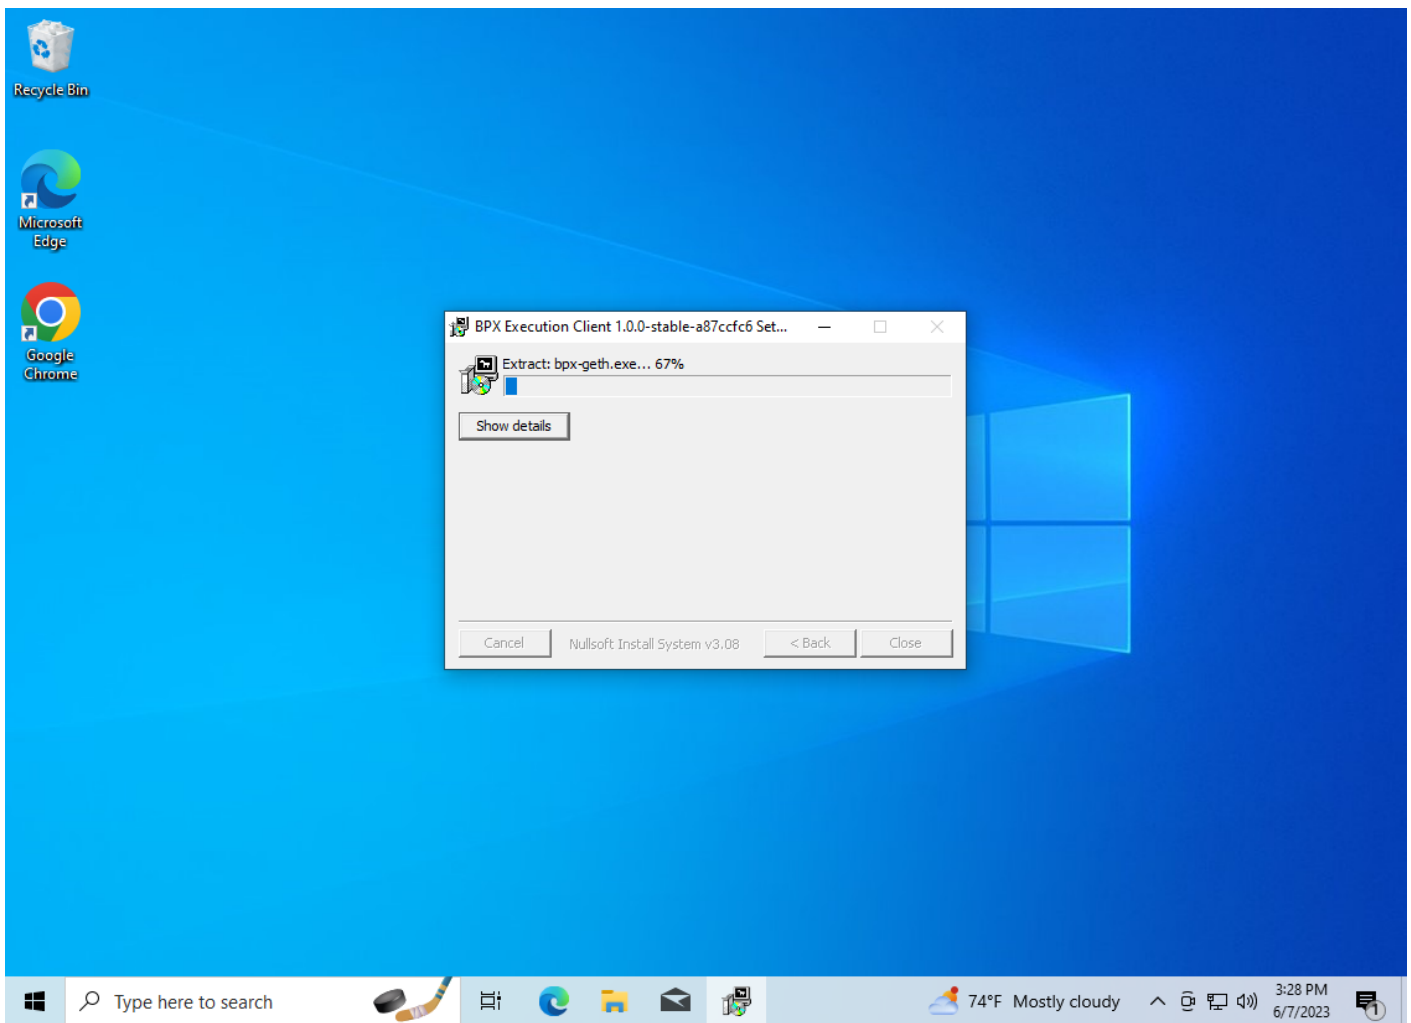 Recycle Bin
Microsoft
Edge
Google
Chrome
BPX Execution Client 1.0.0-stable-a87ccfc6 Set...
Extract: bpx-geth.exe... 67%
Show details
Cancel
Nullsoft Install System v3.08
< Back
Close
Type here to search
74°F Mostly cloudy
3:28 PM
6/7/2023
1